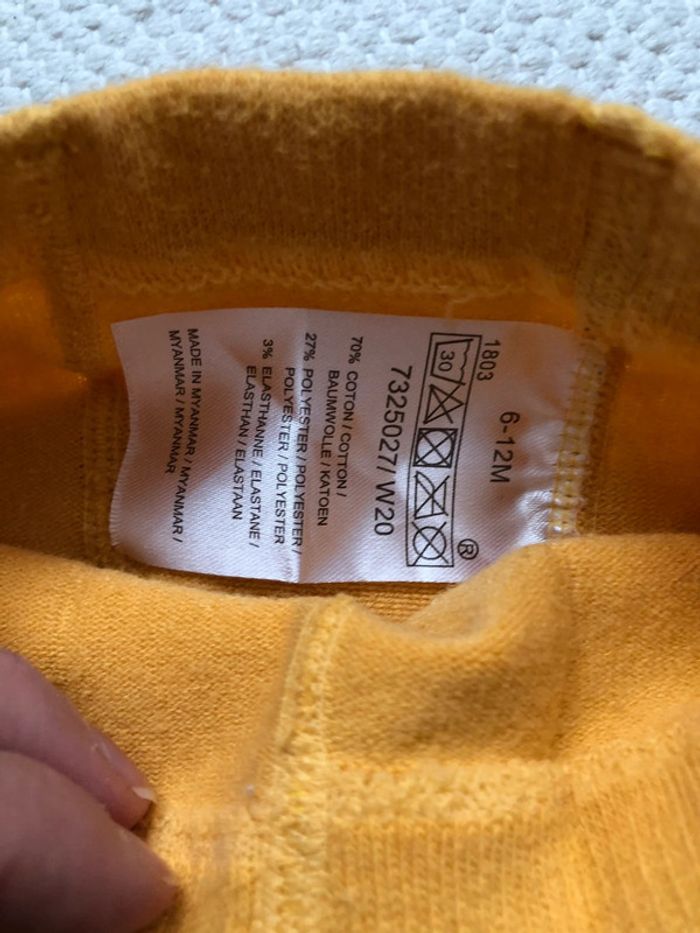 1803 6-12M
30 ®
7325027/ W20
70% COTON / COTTON /
BAUMWOLLE / KATOEN
27% POLYESTER / POLYESTER /
POLYESTER / POLYESTER
3% ELASTHANNE / ELASTANE /
ELASTHAN / ELASTAAN
MADE IN MYANMAR / MYANMAR /
MYANMAR / MYANMAR